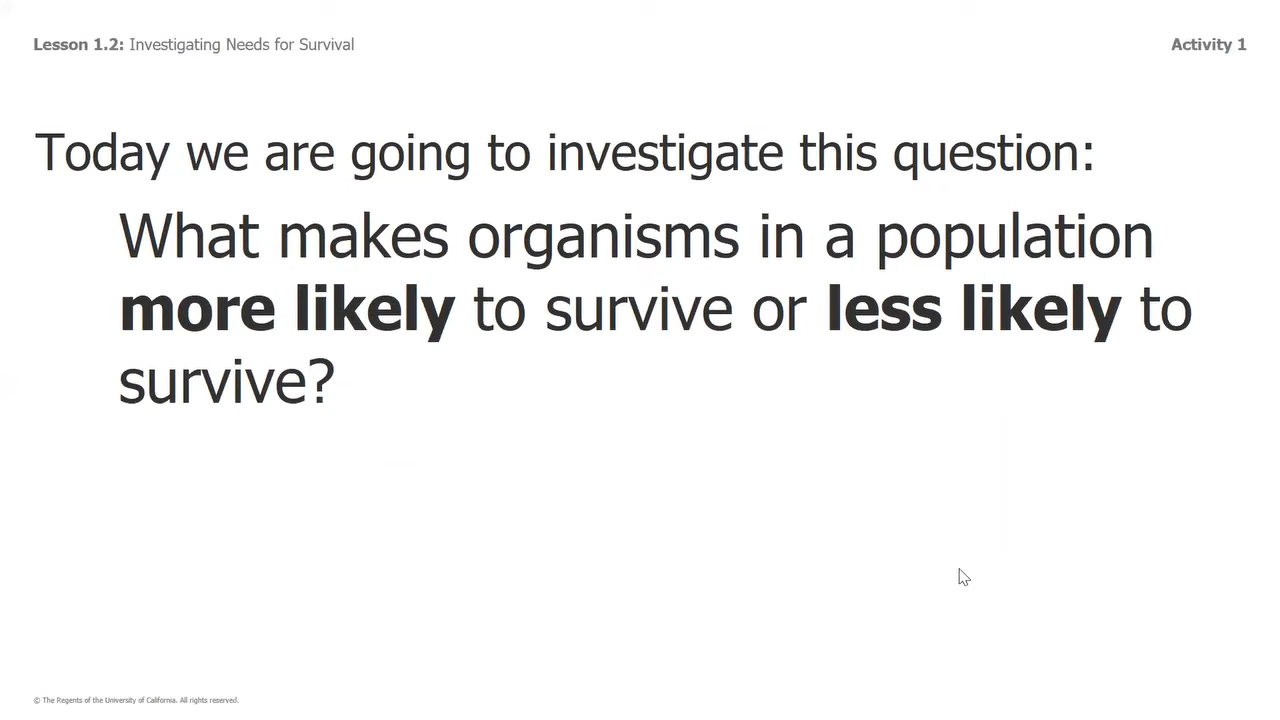 Lesson 1.2: Investigating Needs for Survival
Activity 1
Today we are going to investigate this question:
What makes organisms in a population
more likely to survive or less likely to
survive?
© The Regents of the University of California. All rights reserved.